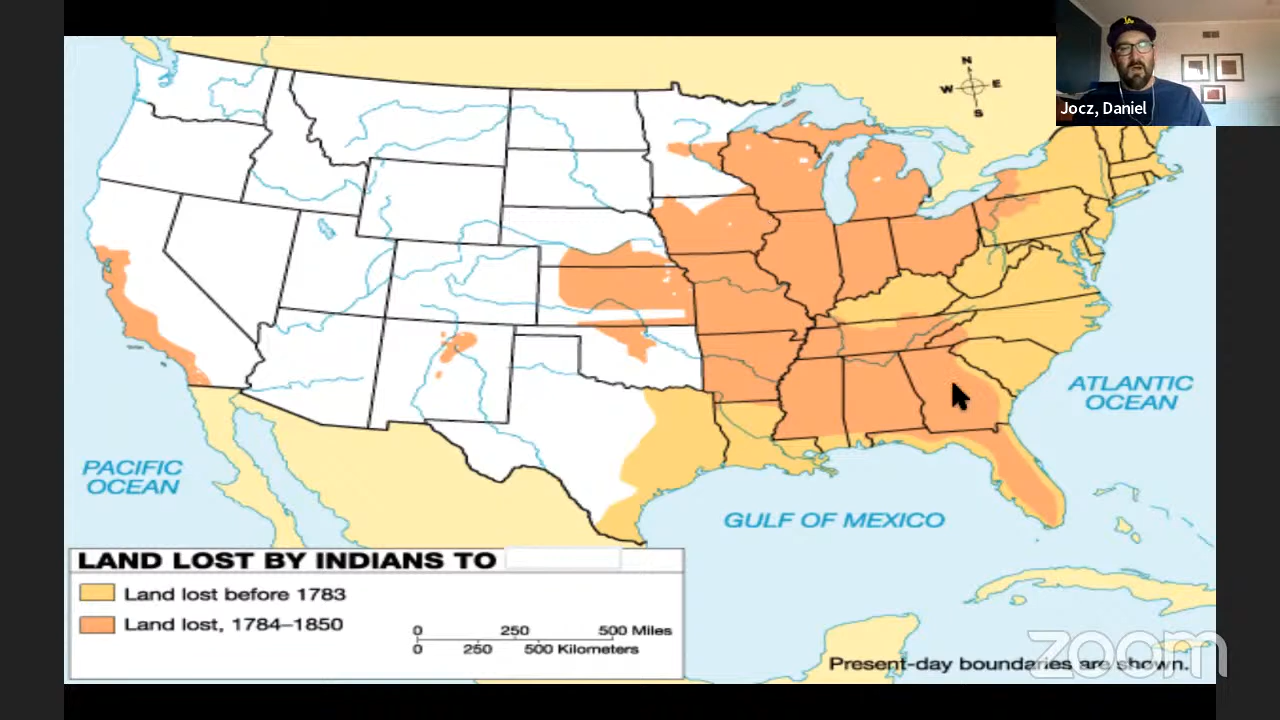 N
W E
S
Jocz, Daniel
ATLANTIC
OCEAN
PACIFIC
OCEAN
GULF OF MEXICO
LAND LOST BY INDIANS TO
Land lost before 1783
Land lost, 1784–1850
0 250 500 Miles
0 250 500 Kilometers
Present-day boundaries are shown.
zoom